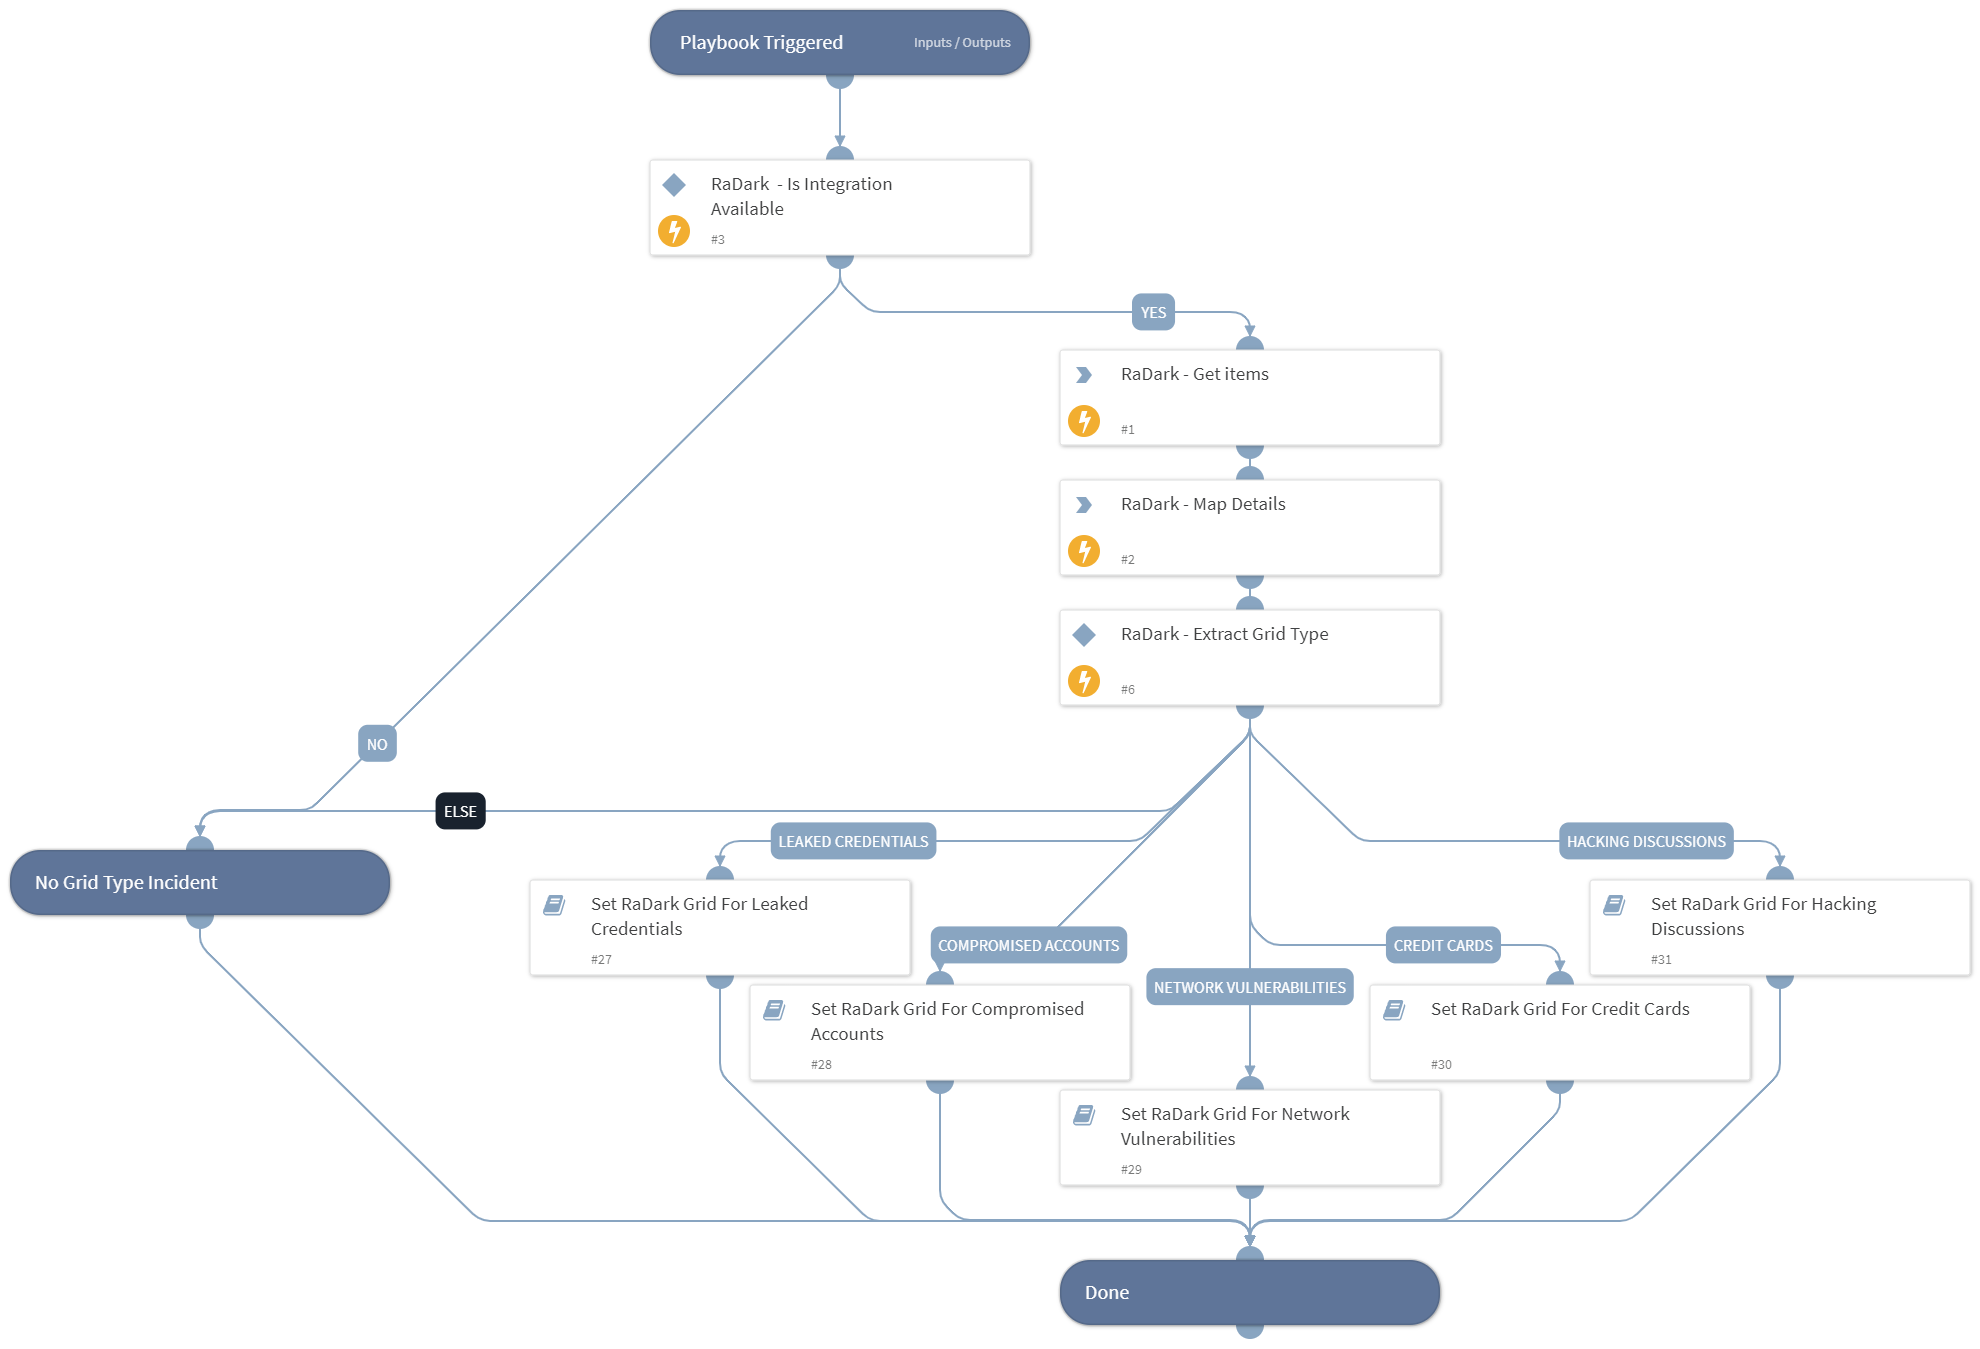 Playbook Triggered
Inputs / Outputs
RaDark - Is Integration
Available
#3
YES
RaDark - Get items
#1
RaDark - Map Details
#2
RaDark - Extract Grid Type
#6
NO
ELSE
LEAKED CREDENTIALS
HACKING DISCUSSIONS
No Grid Type Incident
Set RaDark Grid For Leaked
Credentials
#27
Set RaDark Grid For Hacking
Discussions
#31
COMPROMISED ACCOUNTS
CREDIT CARDS
NETWORK VULNERABILITIES
Set RaDark Grid For Compromised
Accounts
#28
Set RaDark Grid For Credit Cards
#30
Set RaDark Grid For Network
Vulnerabilities
#29
Done